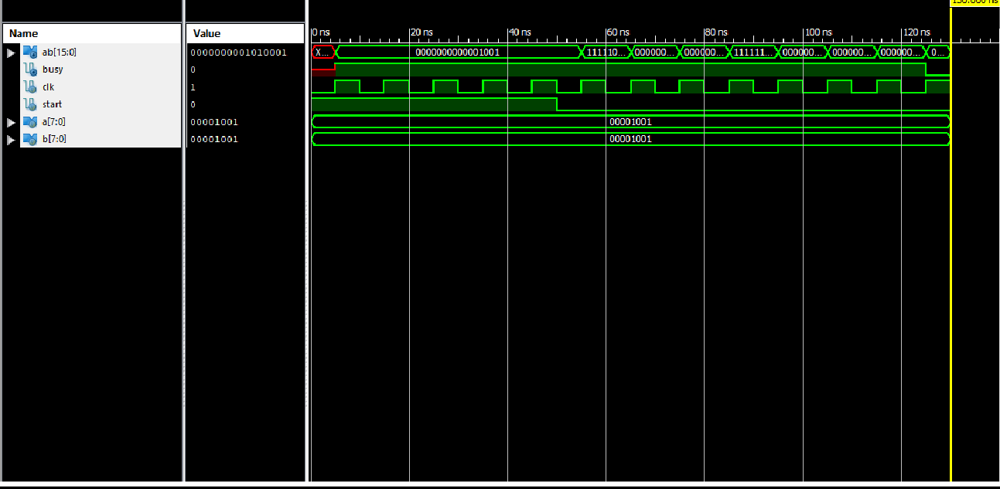 130.000 ns
Name Value 0 ns 20 ns 40 ns 60 ns 80 ns 100 ns 120 ns
ab[15:0] 0000000001010001 X... 0000000000001001 111110... 000000... 000000... 111111... 000000... 000000... 000000... 0...
busy 0
clk 1
start 0
a[7:0] 00001001 00001001
b[7:0] 00001001 00001001